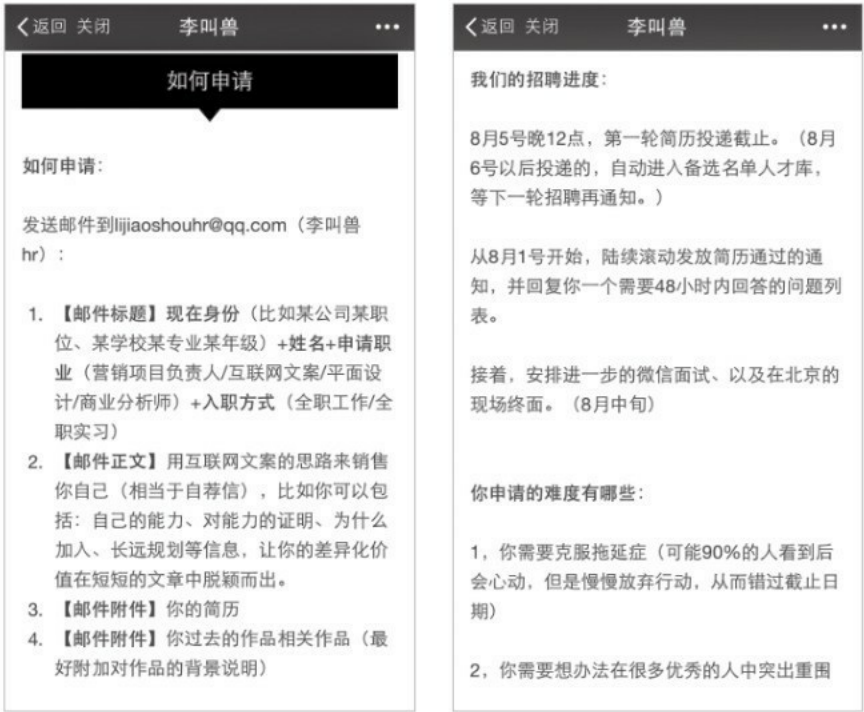 返回 关闭 李叫兽
如何申请
如何申请：
发送邮件到lijiaoshouhr@qq.com（李叫兽
hr）：
1. 【邮件标题】现在身份（比如某公司某职
位、某学校某专业某年级）+姓名+申请职
业（营销项目负责人/互联网文案/平面设
计/商业分析师）+入职方式（全职工作/全
职实习）
2. 【邮件正文】用互联网文案的思路来销售
你自己（相当于自荐信），比如你可以包
括：自己的能力、对能力的证明、为什么
加入、长远规划等信息，让你的差异化价
值在短短的文章中脱颖而出。
3. 【邮件附件】你的简历
4. 【邮件附件】你过去的作品相关作品（最
好附加对作品的背景说明）
返回 关闭 李叫兽
我们的招聘进度：
8月5号晚12点，第一轮简历投递截止。（8月
6号以后投递的，自动进入备选名单人才库，
等下一轮招聘再通知。）
从8月1号开始，陆续滚动发放简历通过的通
知，并回复你一个需要48小时内回答的问题列
表。
接着，安排进一步的微信面试、以及在北京的
现场终面。（8月中旬）
你申请的难度有哪些：
1，你需要克服拖延症（可能90%的人看到后
会心动，但是慢慢放弃行动，从而错过截止日
期）
2，你需要想办法在很多优秀的人中突出重围